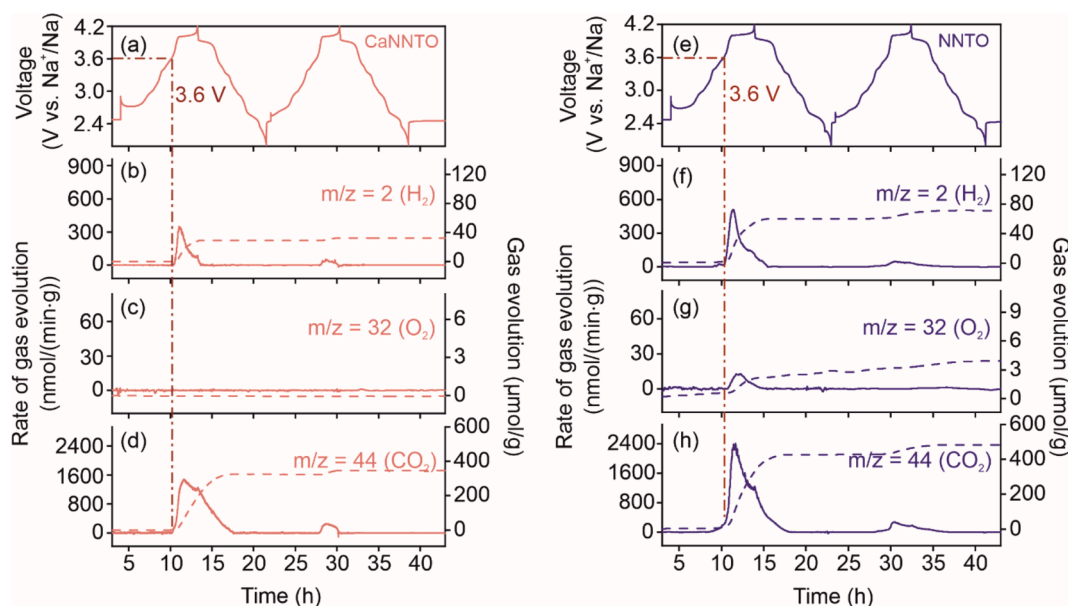 (a)
CaNNTO
Voltage
(V vs. Na⁺/Na)
4.2
3.6
3.0
2.4
3.6 V
(b)
m/z = 2 (H₂)
900
600
300
0
120
80
40
0
(c)
m/z = 32 (O₂)
60
30
0
6
3
0
(d)
m/z = 44 (CO₂)
2400
1600
800
0
600
400
200
0
Rate of gas evolution
(nmol/(min·g)
Gas evolution (μmol/g)
5 10 15 20 25 30 35 40
Time (h)
(e)
NNTO
Voltage
(V vs. Na⁺/Na)
4.2
3.6
3.0
2.4
3.6 V
(f)
m/z = 2 (H₂)
900
600
300
0
120
80
40
0
(g)
m/z = 32 (O₂)
60
30
0
9
6
3
0
(h)
m/z = 44 (CO₂)
2400
1600
800
0
600
400
200
0
Rate of gas evolution
(nmol/(min·g)
Gas evolution (μmol/g)
5 10 15 20 25 30 35 40
Time (h)